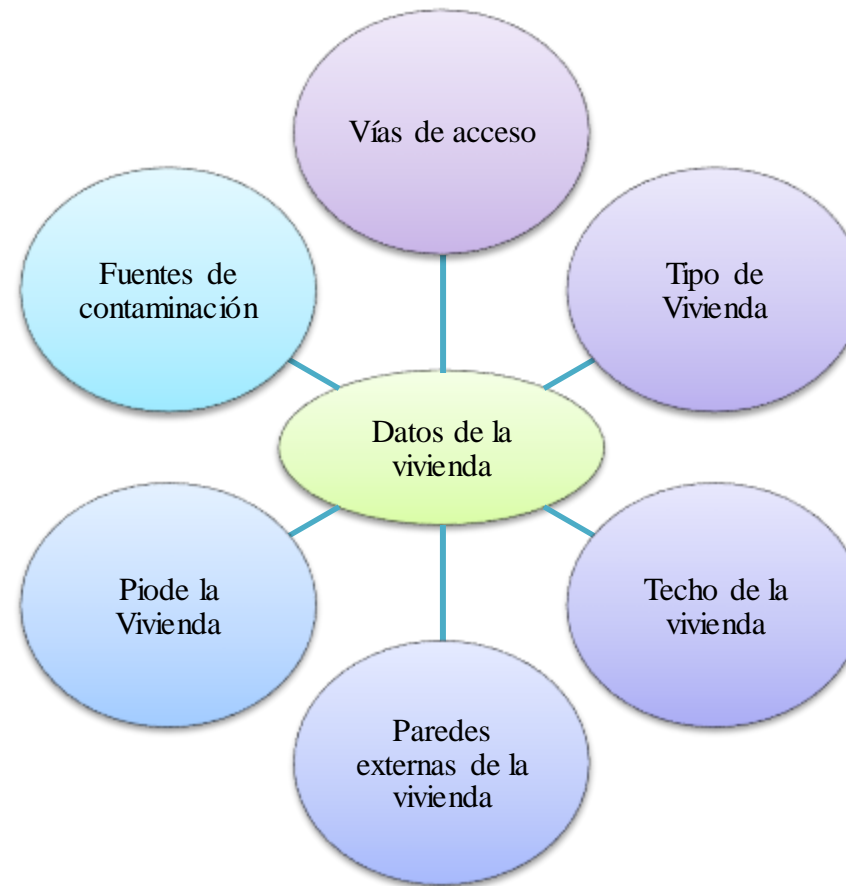 Vías de acceso
Fuentes de
contaminación
Tipo de
Vivienda
Datos de la
vivienda
Piode la
Vivienda
Techo de la
vivienda
Paredes
externas de la
vivienda